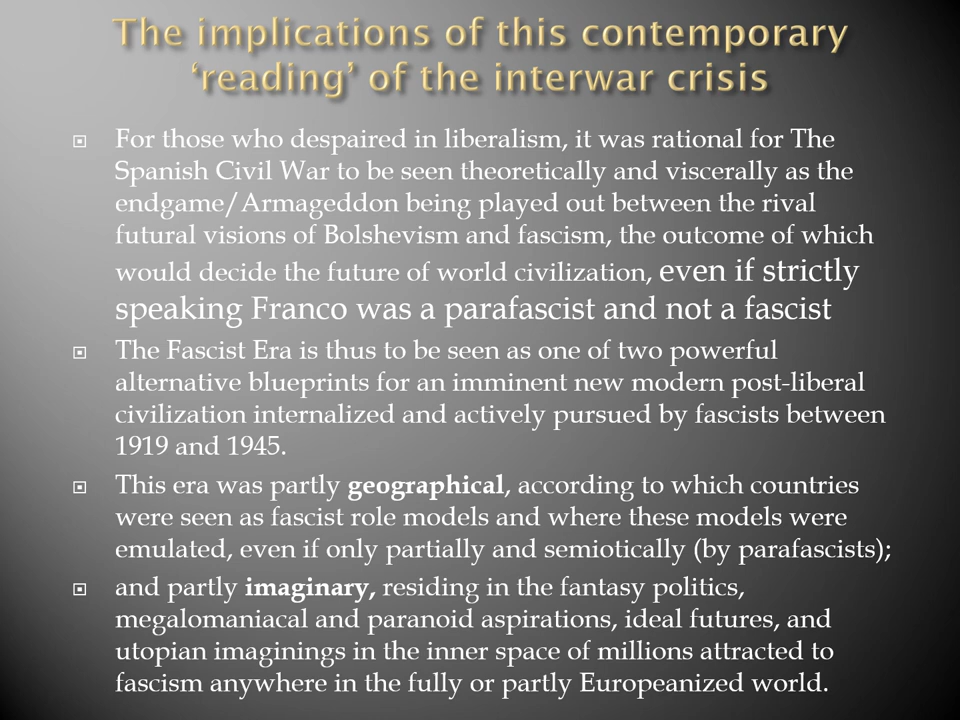 The implications of this contemporary
‘reading’ of the interwar crisis
For those who despaired in liberalism, it was rational for The
Spanish Civil War to be seen theoretically and viscerally as the
endgame/Armageddon being played out between the rival
futural visions of Bolshevism and fascism, the outcome of which
would decide the future of world civilization, even if strictly
speaking Franco was a parafascist and not a fascist
The Fascist Era is thus to be seen as one of two powerful
alternative blueprints for an imminent new modern post-liberal
civilization internalized and actively pursued by fascists between
1919 and 1945.
This era was partly geographical, according to which countries
were seen as fascist role models and where these models were
emulated, even if only partially and semiotically (by parafascists);
and partly imaginary, residing in the fantasy politics,
megalomaniacal and paranoid aspirations, ideal futures, and
utopian imaginings in the inner space of millions attracted to
fascism anywhere in the fully or partly Europeanized world.